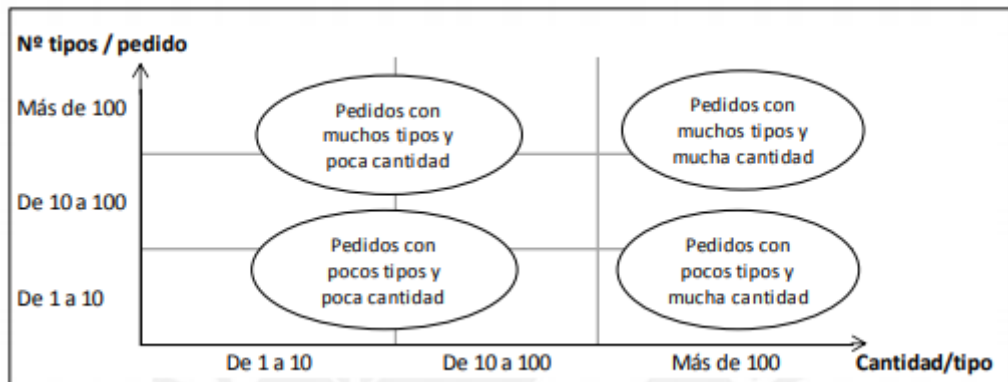 Nº tipos / pedido
Más de 100
De 10 a 100
De 1 a 10
Pedidos con
muchos tipos y
poca cantidad
Pedidos con
muchos tipos y
mucha cantidad
Pedidos con
pocos tipos y
poca cantidad
Pedidos con
pocos tipos y
mucha cantidad
De 1 a 10
De 10 a 100
Más de 100
Cantidad/tipo